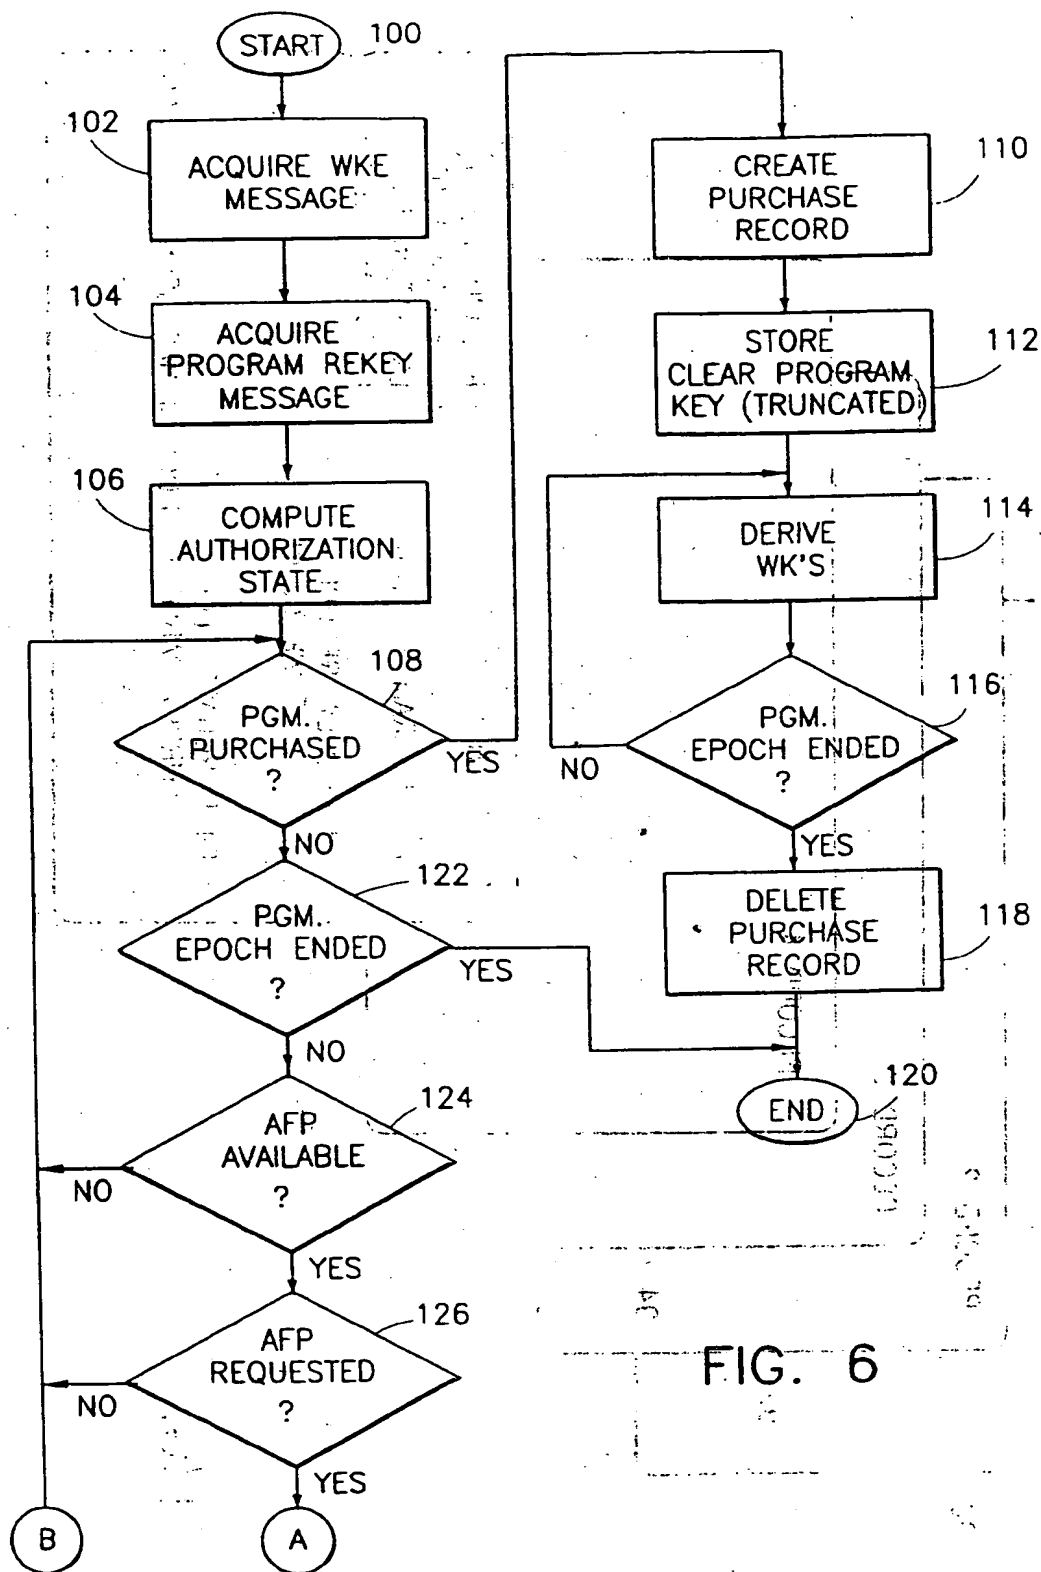 START
100
102
ACQUIRE WKE
MESSAGE
104
ACQUIRE
PROGRAM REKEY
MESSAGE
106
COMPUTE
AUTHORIZATION
STATE
108
PGM.
PURCHASED
?
YES
NO
122
PGM.
EPOCH ENDED
?
YES
NO
124
AFP
AVAILABLE
?
NO
YES
126
AFP
REQUESTED
?
NO
YES
B
A
110
CREATE
PURCHASE
RECORD
112
STORE
CLEAR PROGRAM
KEY (TRUNCATED)
114
DERIVE
WK'S
116
PGM.
EPOCH ENDED
?
NO
YES
118
DELETE
PURCHASE
RECORD
120
END
FIG. 6